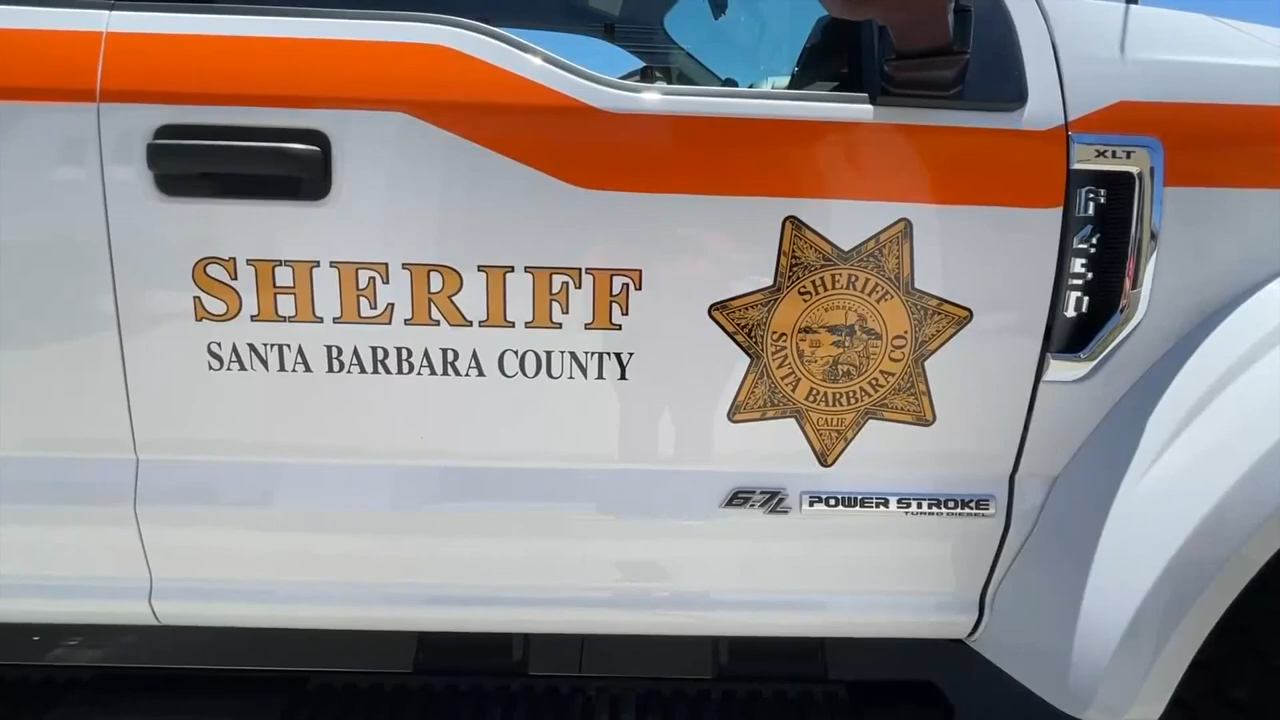 XLT
SHERIFF
SANTA BARBARA COUNTY
SHERIFF
SANTA BARBARA CO.
CALIF.
6.7L POWER STROKE
TURBO DIESEL